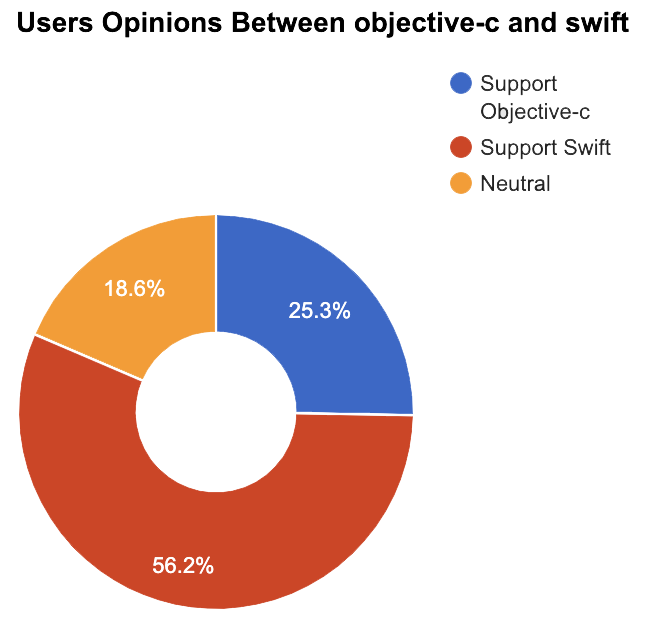 Users Opinions Between objective-c and swift
Support
Objective-c
Support Swift
Neutral
18.6%
25.3%
56.2%